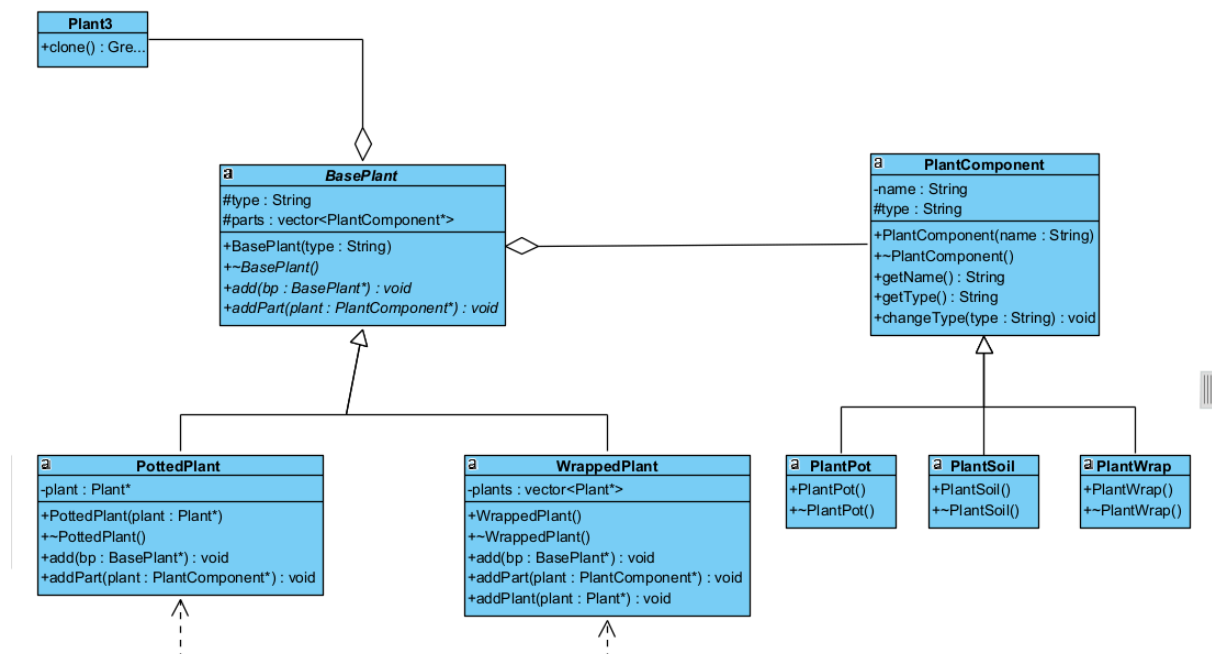 Plant3
+clone() : Gre...
a
BasePlant
#type : String
#parts : vector<PlantComponent*>
+BasePlant(type : String)
+~BasePlant()
+add(bp : BasePlant*) : void
+addPart(plant : PlantComponent*) : void
a
PlantComponent
-name : String
#type : String
+PlantComponent(name : String)
+~PlantComponent()
+getName() : String
+getType() : String
+changeType(type : String) : void
a
PottedPlant
-plant : Plant*
+PottedPlant(plant : Plant*)
+~PottedPlant()
+add(bp : BasePlant*) : void
+addPart(plant : PlantComponent*) : void
a
WrappedPlant
-plants : vector<Plant*>
+WrappedPlant()
+~WrappedPlant()
+add(bp : BasePlant*) : void
+addPart(plant : PlantComponent*) : void
+addPlant(plant : Plant*) : void
a
PlantPot
+PlantPot()
+~PlantPot()
a
PlantSoil
+PlantSoil()
+~PlantSoil()
a
PlantWrap
+PlantWrap()
+~PlantWrap()